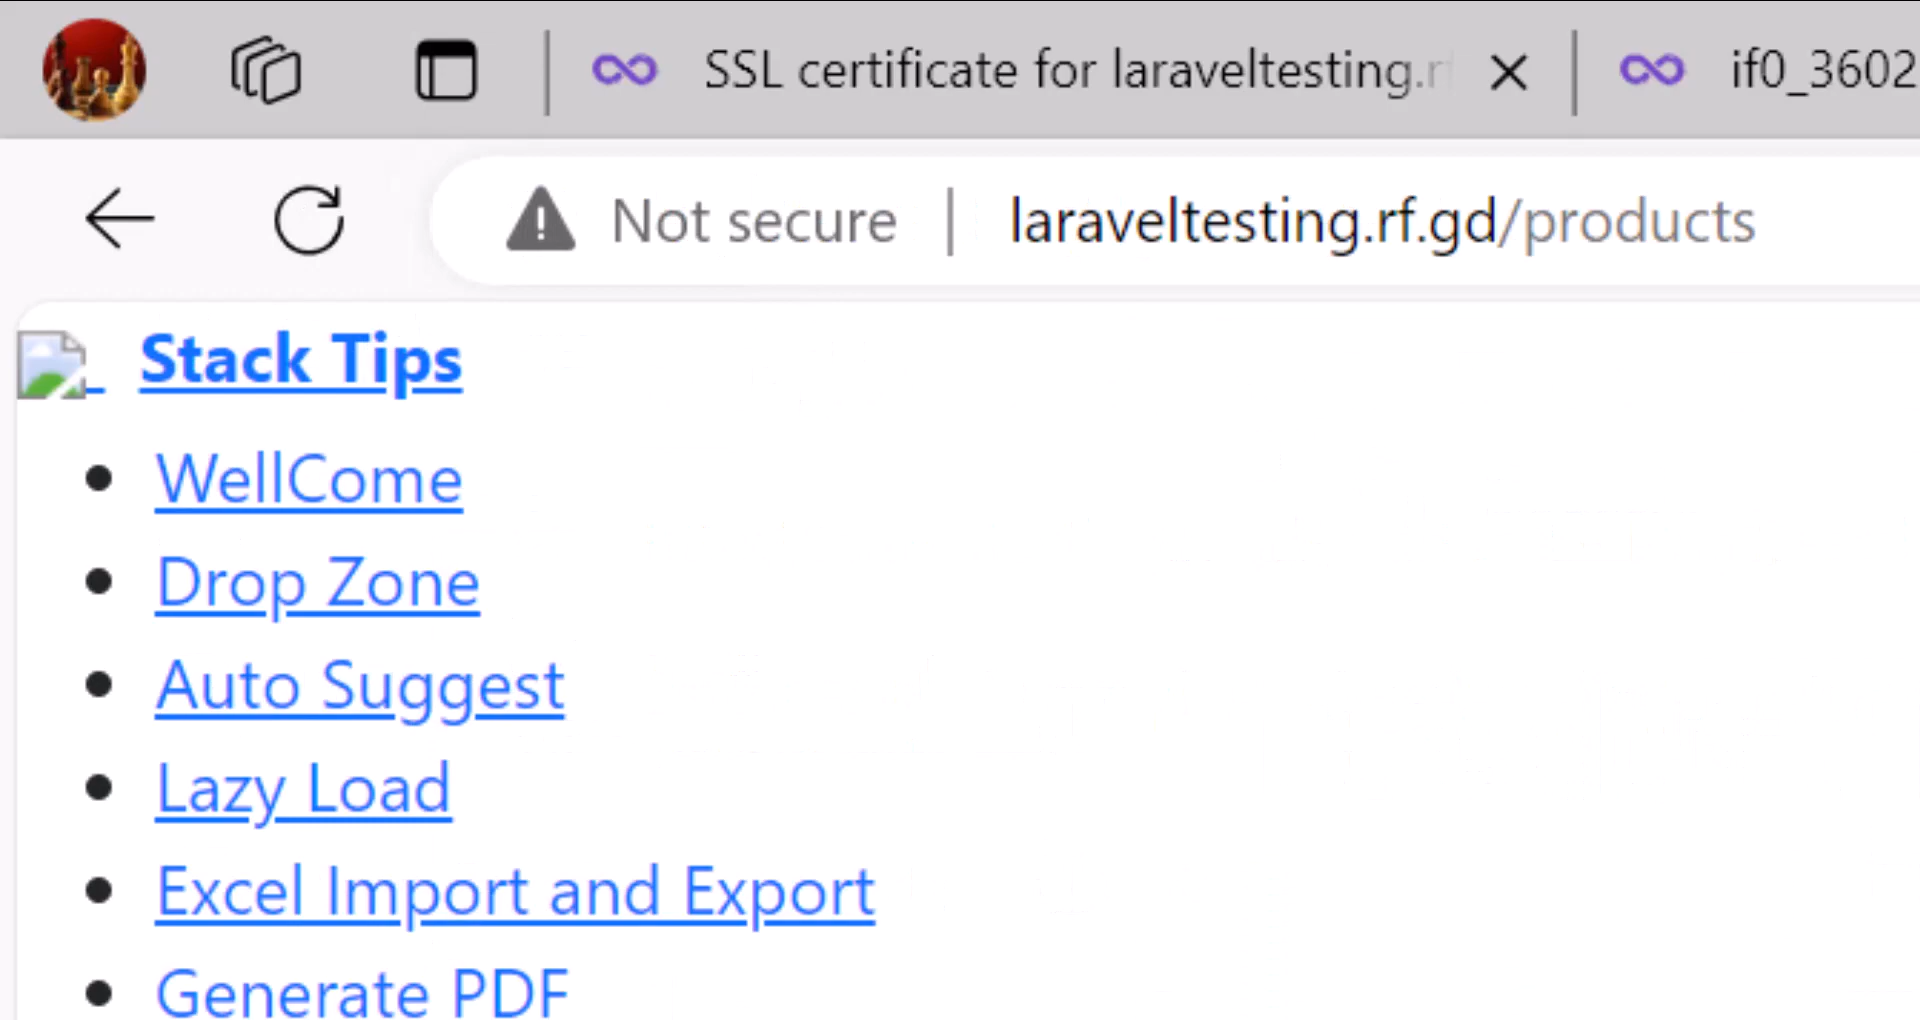 SSL certificate for laraveltesting.r
if0_3602
Not secure
laraveltesting.rf.gd/products
Stack Tips
WellCome
Drop Zone
Auto Suggest
Lazy Load
Excel Import and Export
Generate PDF